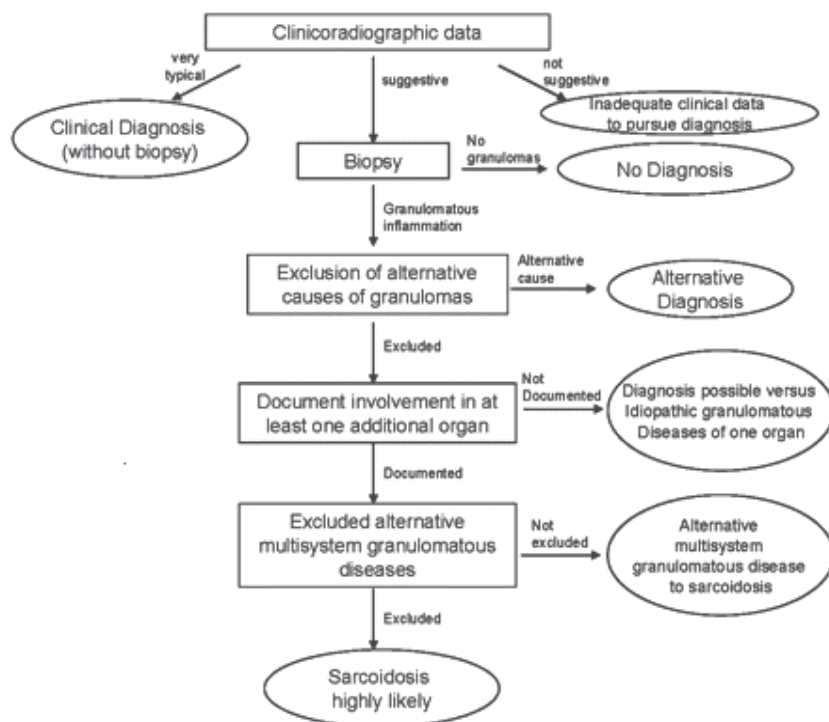 Clinicoradiographic data
very
typical
suggestive
not
suggestive
Clinical Diagnosis
(without biopsy)
Inadequate clinical data
to pursue diagnosis
Biopsy
No
granulomas
No Diagnosis
Granulomatous
inflammation
Exclusion of alternative
causes of granulomas
Alternative
cause
Alternative
Diagnosis
Excluded
Document involvement in at
least one additional organ
Not
Documented
Diagnosis possible versus
Idiopathic granulomatous
Diseases of one organ
Documented
Excluded alternative
multisystem granulomatous
diseases
Not
excluded
Alternative
multisystem
granulomatous disease
to sarcoidosis
Excluded
Sarcoidosis
highly likely